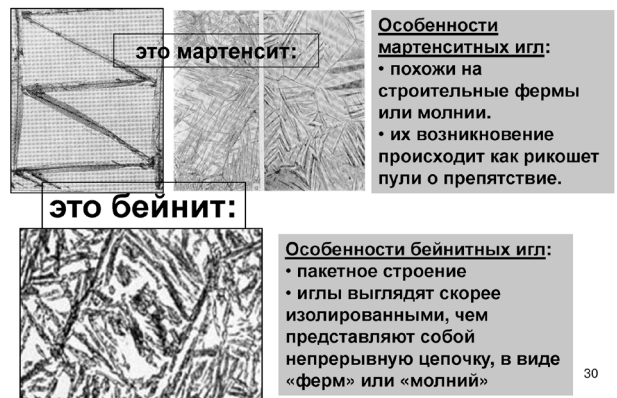 это мартенсит:
Особенности
мартенситных игл:
• похожи на
строительные фермы
или молнии.
• их возникновение
происходит как рикошет
пули о препятствие.
это бейнит:
Особенности бейнитных игл:
• пакетное строение
• иглы выглядят скорее
изолированными, чем
представляют собой
непрерывную цепочку, в виде
«ферм» или «молний»
30